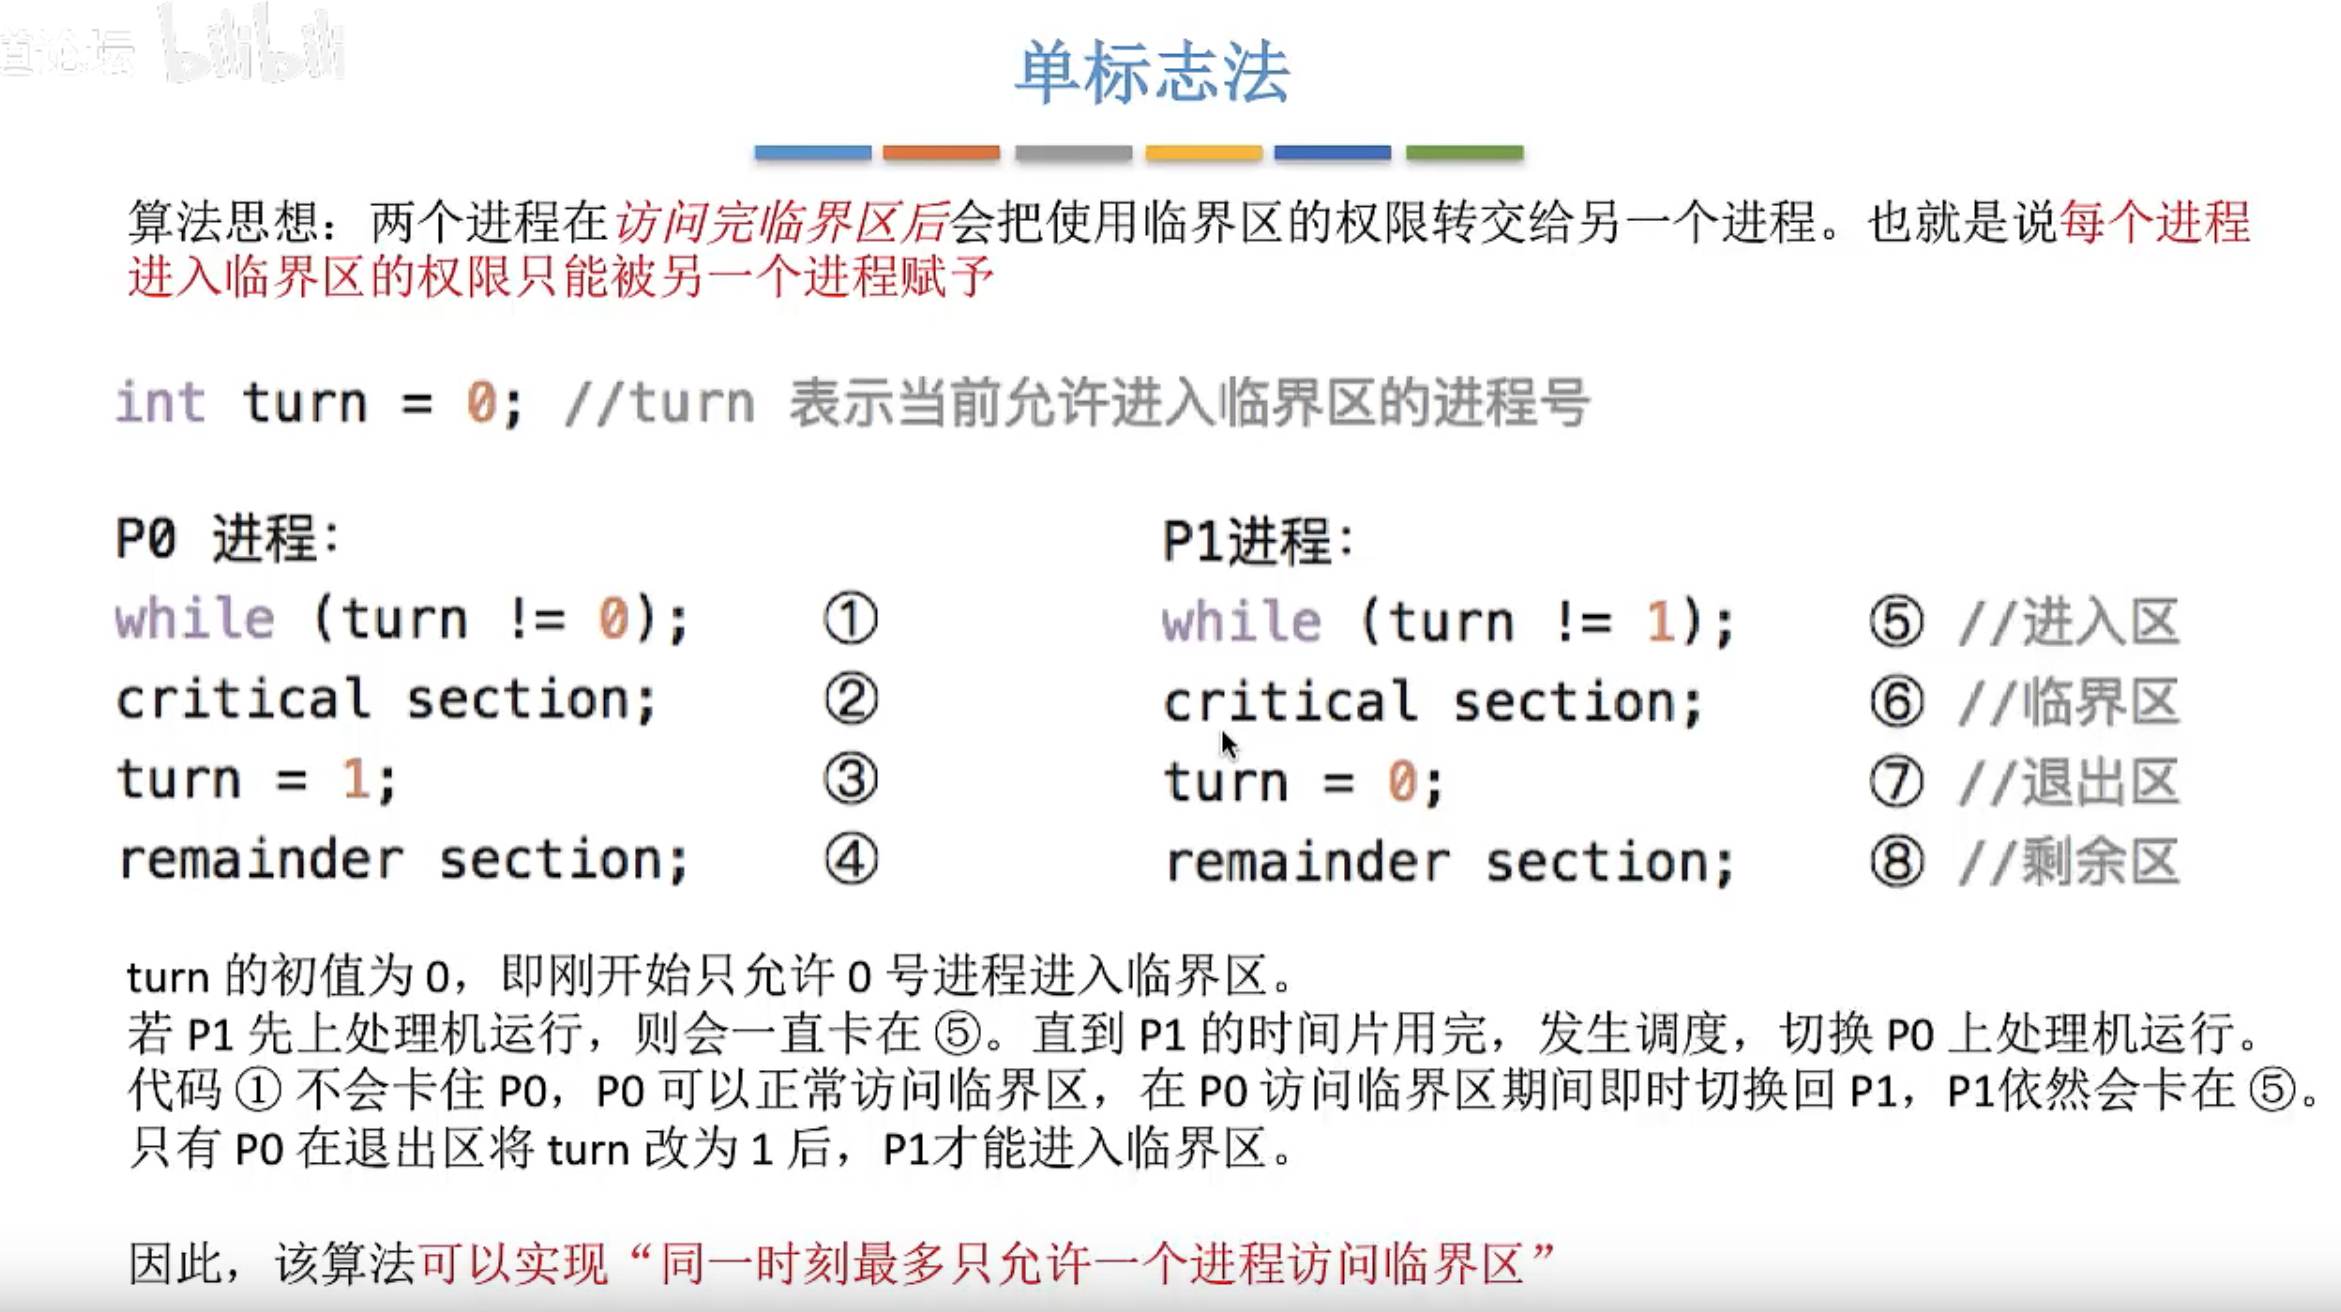 道论坛 bilibili
单标志法
算法思想：两个进程在访问完临界区后会把使用临界区的权限转交给另一个进程。也就是说每个进程
进入临界区的权限只能被另一个进程赋予
int turn = 0; //turn 表示当前允许进入临界区的进程号
P0 进程：
while (turn != 0); ①
critical section; ②
turn = 1; ③
remainder section; ④
P1进程：
while (turn != 1); ⑤ //进入区
critical section; ⑥ //临界区
turn = 0; ⑦ //退出区
remainder section; ⑧ //剩余区
turn 的初值为 0，即刚开始只允许 0 号进程进入临界区。
若 P1 先上处理机运行，则会一直卡在 ⑤。直到 P1 的时间片用完，发生调度，切换 P0 上处理机运行。
代码 ① 不会卡住 P0，P0 可以正常访问临界区，在 P0 访问临界区期间即时切换回 P1，P1依然会卡在 ⑤。
只有 P0 在退出区将 turn 改为 1 后，P1才能进入临界区。
因此，该算法可以实现“同一时刻最多只允许一个进程访问临界区”